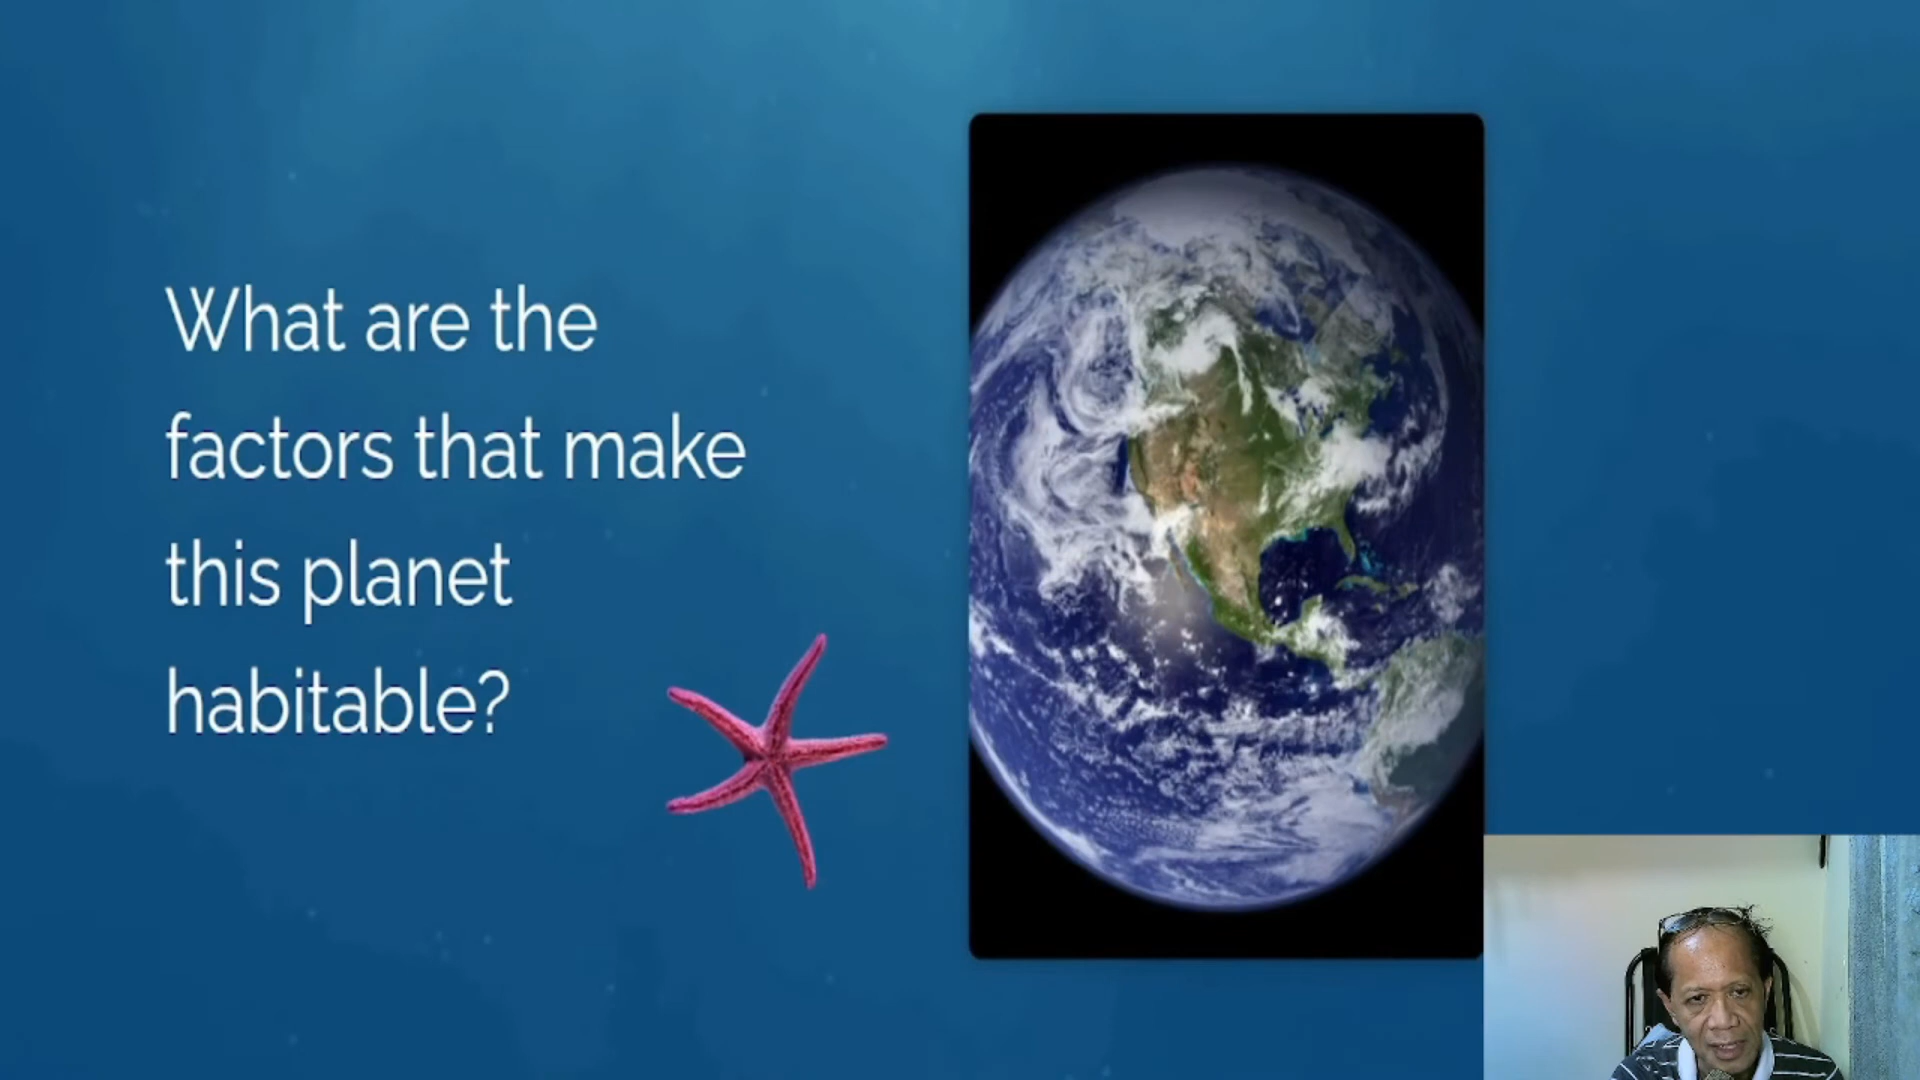 What are the
factors that make
this planet
habitable?